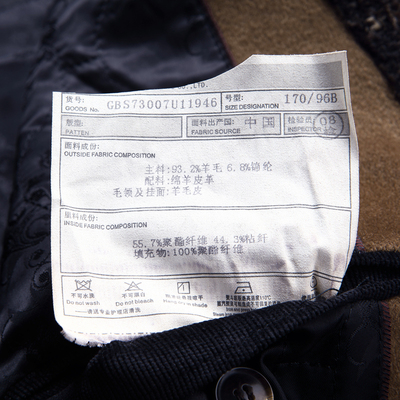 CO.,LTD.
货号: GBS73007U11946 号型: 170/96B
GOODS No. SIZE DESIGNATION
面料出产国: 中国 检验员 08
PATTEN FABRIC SOURCE INSPECTOR
面料成份:
OUTSIDE FABRIC COMPOSITION
主料:93.2%羊毛 6.8%锦纶
配料:绵羊皮革
毛领及挂面:羊毛皮
里料成份:
INSIDE FABRIC COMPOSITION
55.7%聚酯纤维 44.3%粘纤
填充物:100%聚酯纤维
不可水洗 不可漂白
Do not wash Do not bleach